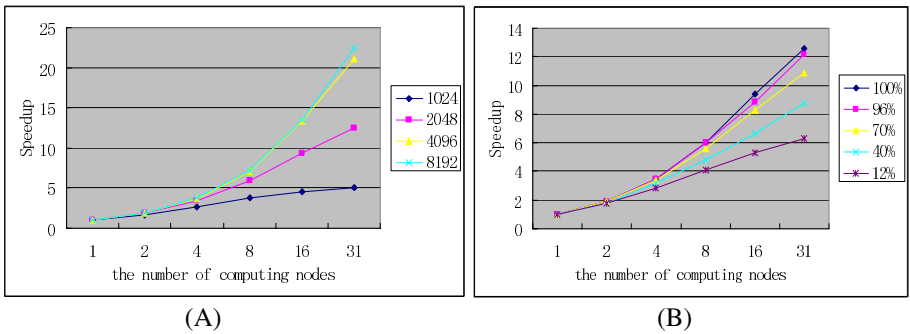 25
20
15
10
5
0
Speedup
1 2 4 8 16 31
the number of computing nodes
1024
2048
4096
8192
(A)
14
12
10
8
6
4
2
0
Speedup
1 2 4 8 16 31
the number of computing nodes
100%
96%
70%
40%
12%
(B)